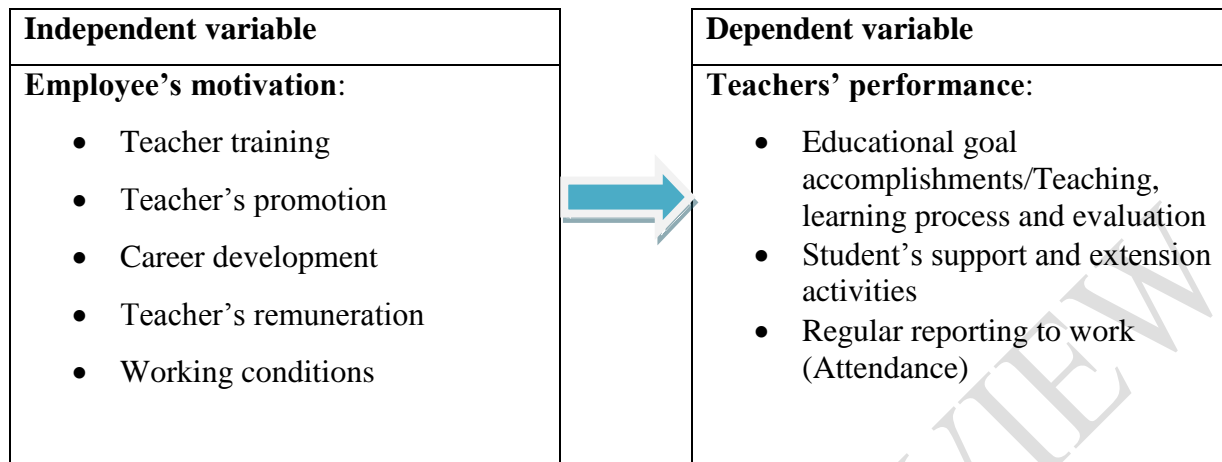 Independent variable
Employee’s motivation:
• Teacher training
• Teacher’s promotion
• Career development
• Teacher’s remuneration
• Working conditions
Dependent variable
Teachers’ performance:
• Educational goal
accomplishments/Teaching,
learning process and evaluation
• Student’s support and extension
activities
• Regular reporting to work
(Attendance)